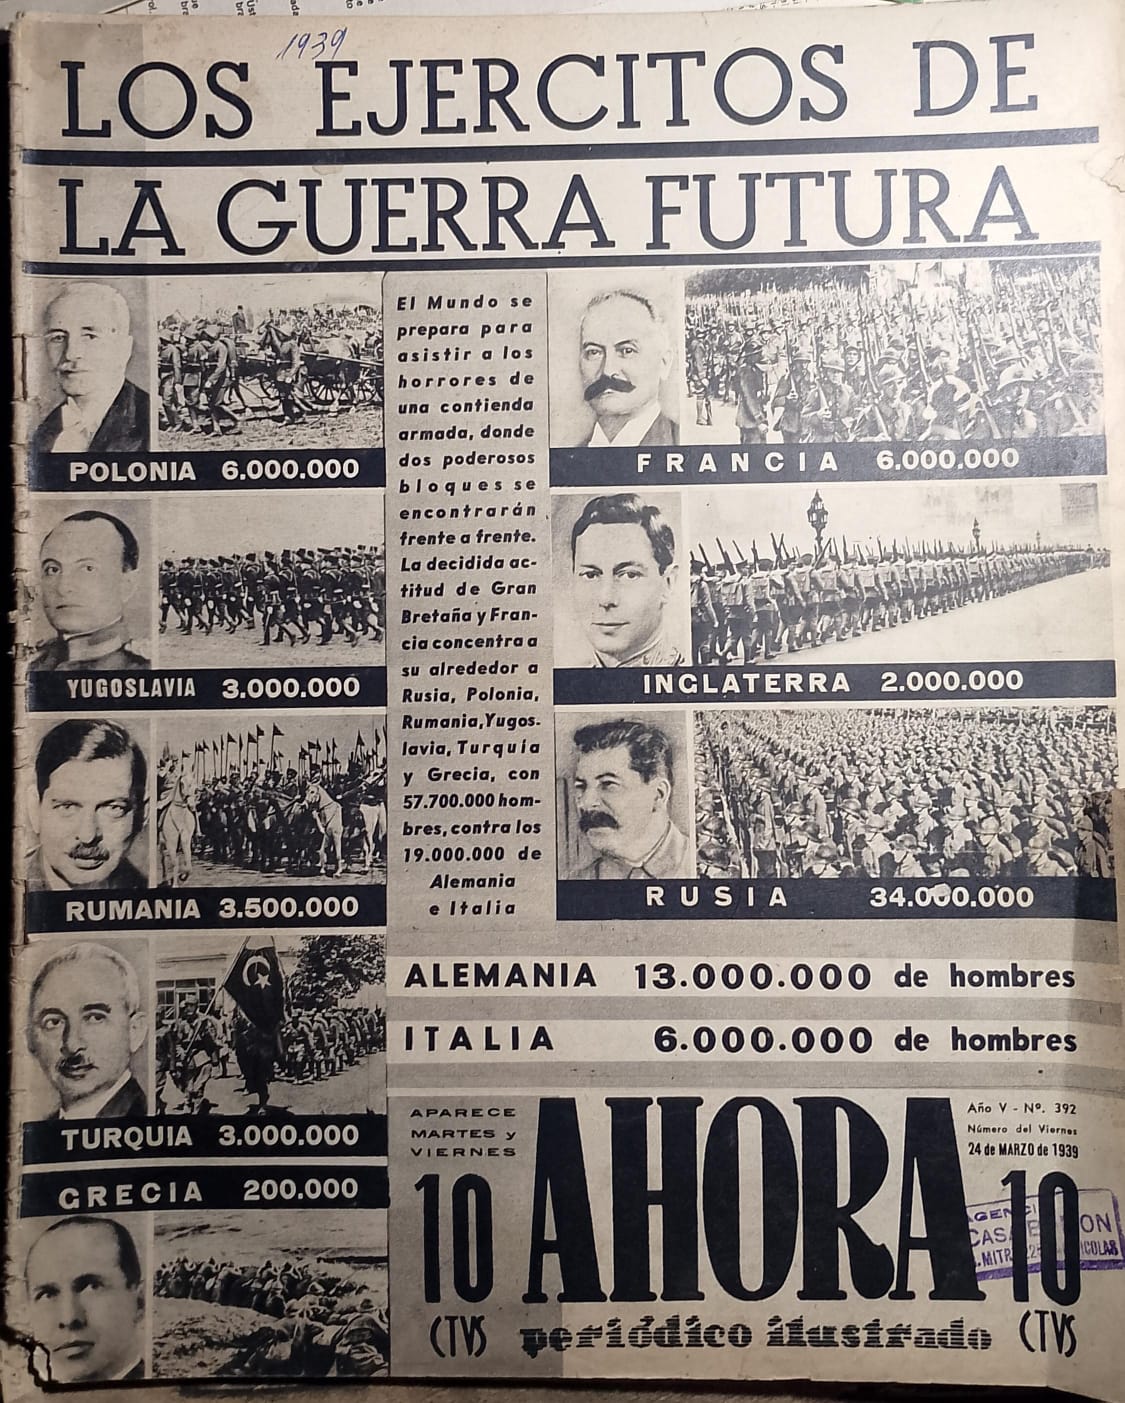 1939
LOS EJERCITOS DE
LA GUERRA FUTURA
POLONIA 6.000.000
YUGOSLAVIA 3.000.000
RUMANIA 3.500.000
TURQUIA 3.000.000
GRECIA 200.000
El Mundo se
prepara para
asistir a los
horrores de
una contienda
armada, donde
dos poderosos
bloques se
encontrarán
frente a frente.
La decidida ac-
titud de Gran
Bretaña y Fran-
cia concentra a
su alrededor a
Rusia, Polonia,
Rumania, Yugos-
lavia, Turquía
y Grecia, con
57.700.000 hom-
bres, contra los
19.000.000 de
Alemania
e Italia
FRANCIA 6.000.000
INGLATERRA 2.000.000
RUSIA 34.000.000
ALEMANIA 13.000.000 de hombres
ITALIA 6.000.000 de hombres
APARECE
MARTES y
VIERNES
10
CTVS
AHORA
periódico ilustrado
Año V - Nº. 392
Número del Viernes
24 de MARZO de 1939
10
CTVS